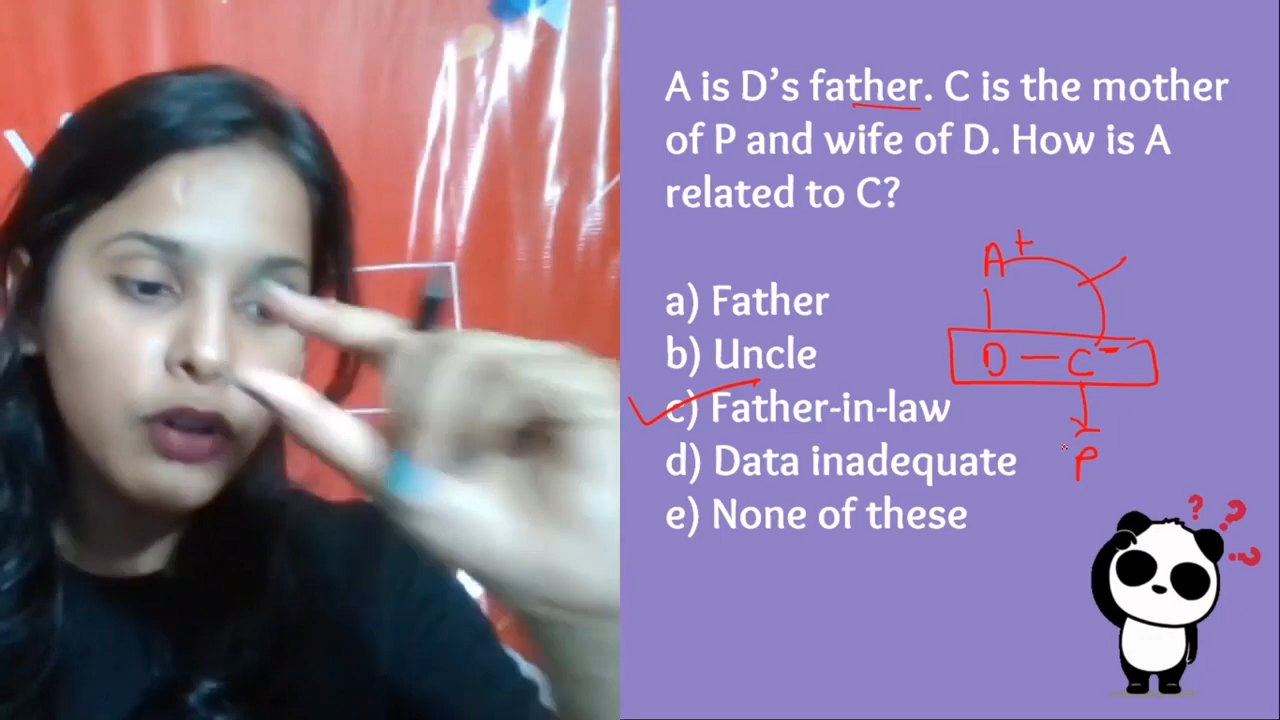 A is D's father. C is the mother
of P and wife of D. How is A
related to C?
a) Father
b) Uncle
c) Father-in-law
d) Data inadequate
e) None of these
A +
D — C -
P
? ? ?